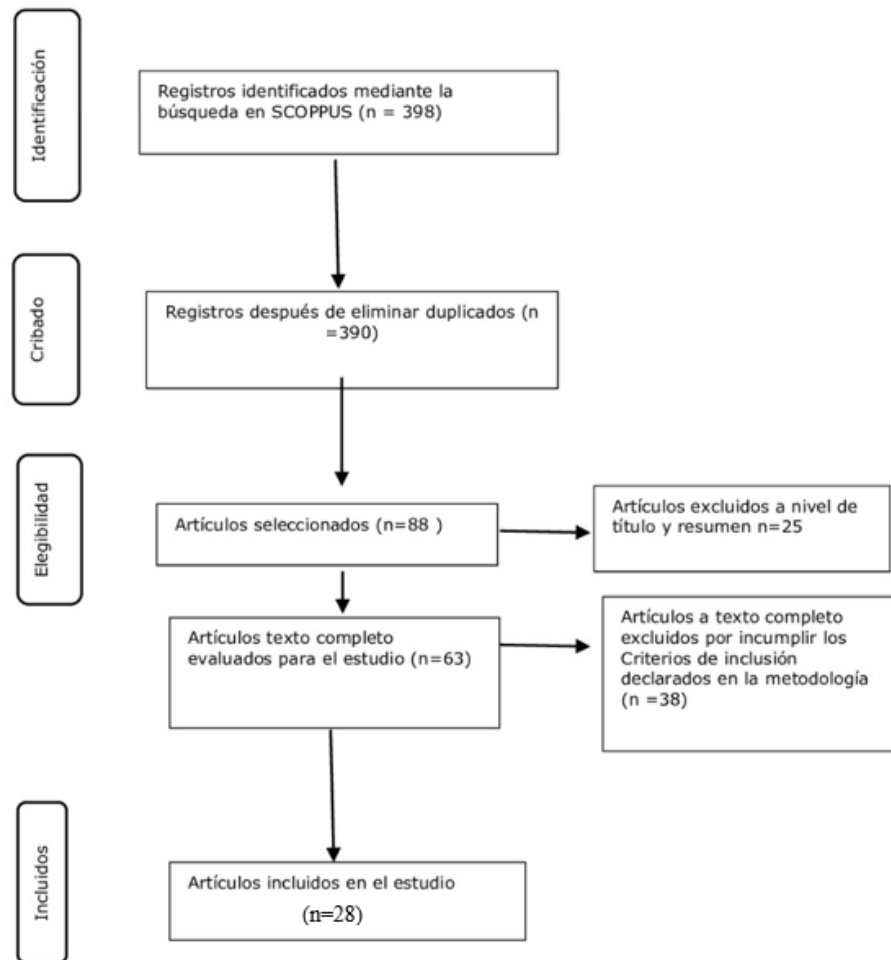 Identificación
Registros identificados mediante la
búsqueda en SCOPPUS (n = 398)
Cribado
Registros después de eliminar duplicados (n
=390)
Elegibilidad
Artículos seleccionados (n=88 )
Artículos excluidos a nivel de
título y resumen n=25
Artículos texto completo
evaluados para el estudio (n=63)
Artículos a texto completo
excluidos por incumplir los
Criterios de inclusión
declarados en la metodología
(n =38)
Incluidos
Artículos incluidos en el estudio
(n=28)